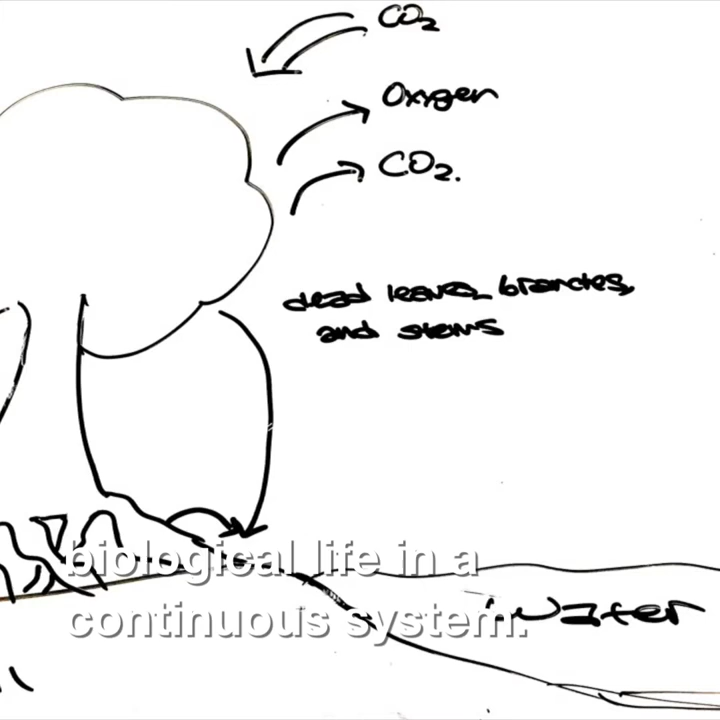 CO2
Oxygen
CO2.
dead leaves, branches,
and stems
biological life in a
continuous system.
Water